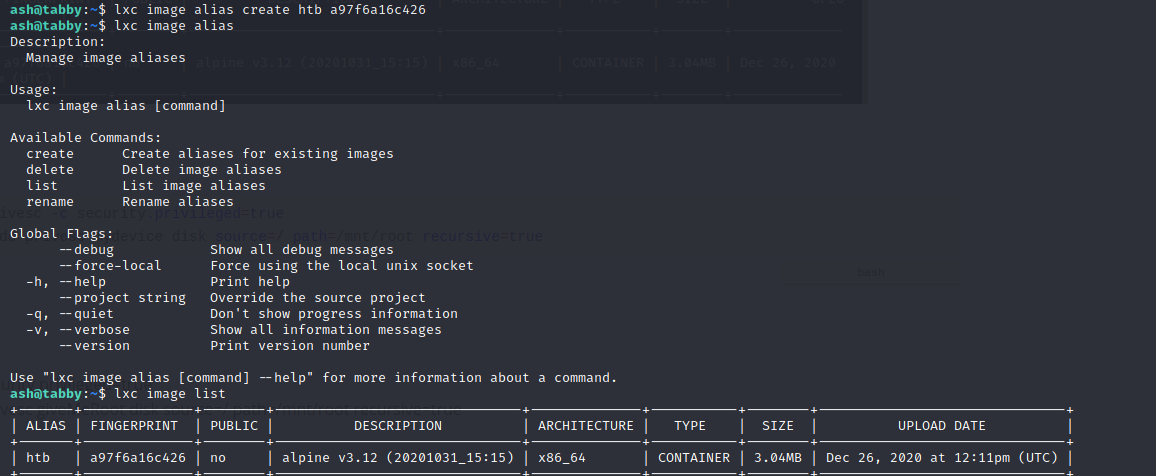 ash@tabby:~$ lxc image alias create htb a97f6a16c426
ash@tabby:~$ lxc image alias
Description:
  Manage image aliases

Usage:
  lxc image alias [command]

Available Commands:
  create      Create aliases for existing images
  delete      Delete image aliases
  list        List image aliases
  rename      Rename aliases

Global Flags:
      --debug            Show all debug messages
      --force-local      Force using the local unix socket
  -h, --help             Print help
      --project string   Override the source project
  -q, --quiet            Don't show progress information
  -v, --verbose          Show all information messages
      --version          Print version number

Use "lxc image alias [command] --help" for more information about a command.
ash@tabby:~$ lxc image list
| ALIAS | FINGERPRINT | PUBLIC | DESCRIPTION | ARCHITECTURE | TYPE | SIZE | UPLOAD DATE |
| htb | a97f6a16c426 | no | alpine v3.12 (20201031_15:15) | x86_64 | CONTAINER | 3.04MB | Dec 26, 2020 at 12:11pm (UTC) |